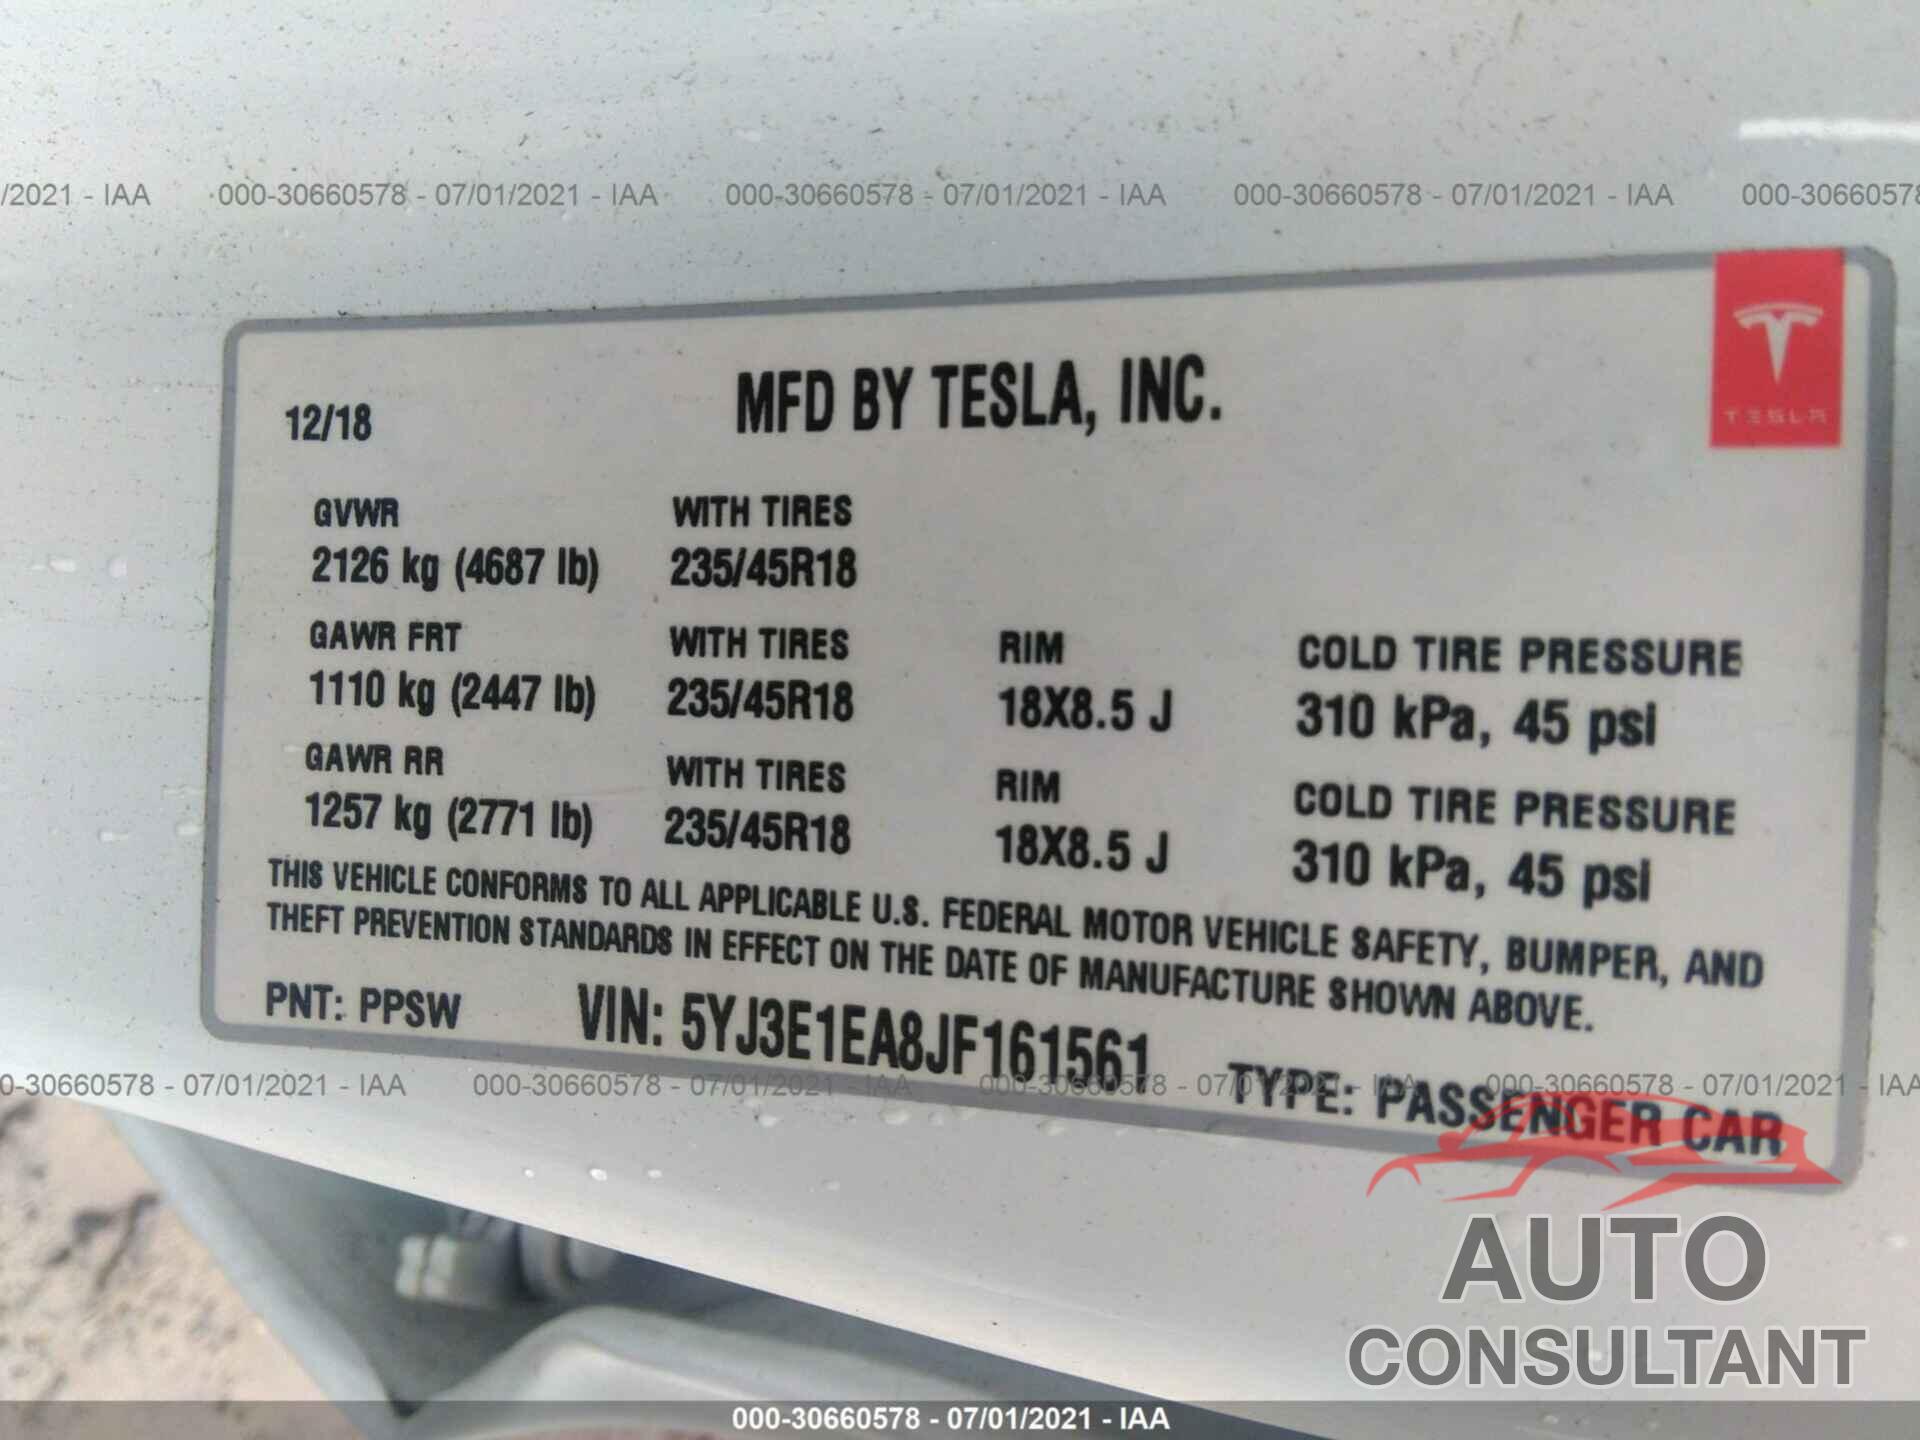 /2021 - IAA 000-30660578 - 07/01/2021 - IAA 000-30660578 - 07/01/2021 - IAA 000-30660578 - 07/01/2021 - IAA 000-30660578
TESLA
12/18 MFD BY TESLA, INC.
GVWR WITH TIRES
2126 kg (4687 lb) 235/45R18
GAWR FRT WITH TIRES RIM COLD TIRE PRESSURE
1110 kg (2447 lb) 235/45R18 18X8.5 J 310 kPa, 45 psi
GAWR RR WITH TIRES RIM COLD TIRE PRESSURE
1257 kg (2771 lb) 235/45R18 18X8.5 J 310 kPa, 45 psi
THIS VEHICLE CONFORMS TO ALL APPLICABLE U.S. FEDERAL MOTOR VEHICLE SAFETY, BUMPER, AND
THEFT PREVENTION STANDARDS IN EFFECT ON THE DATE OF MANUFACTURE SHOWN ABOVE.
PNT: PPSW VIN: 5YJ3E1EA8JF161561 TYPE: PASSENGER CAR
0-30660578 - 07/01/2021 - IAA 000-30660578 - 07/01/2021 - IAA 000-30660578 - 07/01/2021 - IAA 000-30660578 - 07/01/2021 - IAA
AUTO
CONSULTANT
000-30660578 - 07/01/2021 - IAA